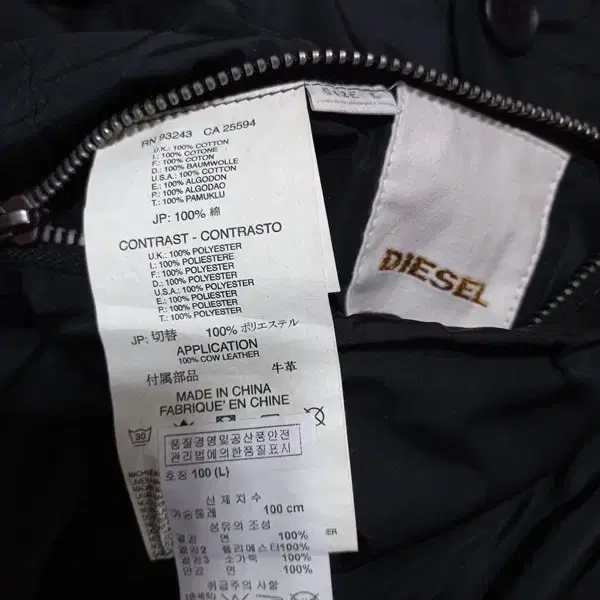 SIZE L
RN 93243 CA 25594
U.K.: 100% COTTON
I.: 100% COTONE
F.: 100% COTON
D.: 100% BAUMWOLLE
U.S.A.: 100% COTTON
E.: 100% ALGODON
P.: 100% ALGODAO
T.: 100% PAMUKLU
JP: 100% 綿
CONTRAST - CONTRASTO
U.K.: 100% POLYESTER
I.: 100% POLIESTERE
F.: 100% POLYESTER
D.: 100% POLYESTER
U.S.A.: 100% POLYESTER
E.: 100% POLIESTER
P.: 100% POLIESTER
T.: 100% POLYESTER
JP: 切替 100% ポリエステル
APPLICATION
100% COW LEATHER
付属部品 牛革
MADE IN CHINA
FABRIQUE' EN CHINE
30
DIESEL
품질경영및공산품안전
관리법에의한품질표시
호칭 100 (L)
신체치수
가슴둘레 100 cm
섬유의 조성
겉감 면 100%
겉감2 폴리에스터100%
겉감3 소가죽 100%
안감 면 100%
취급주의 사항